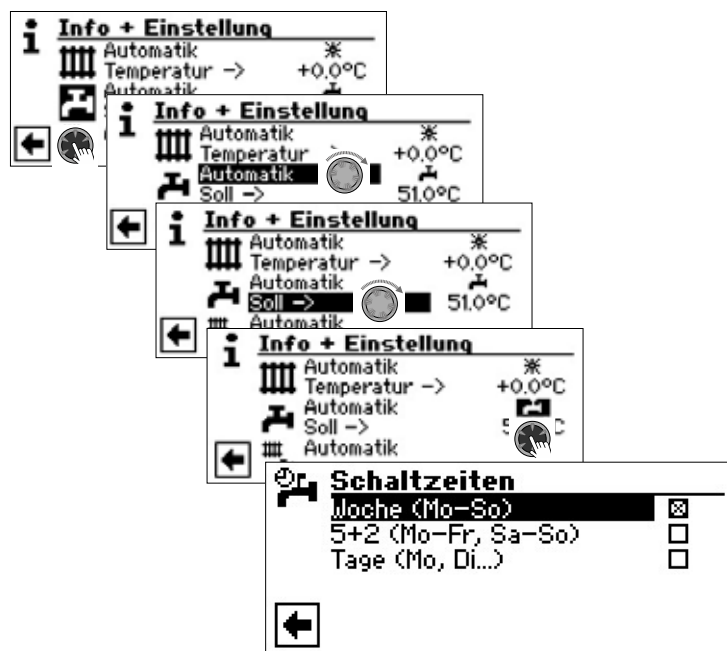 Info + Einstellung
Automatik
Temperatur -> +0.0°C
Automatik
Info + Einstellung
Automatik
Temperatur +0.0°C
Automatik
Soll -> 51.0°C
Info + Einstellung
Automatik
Temperatur -> +0.0°C
Automatik
Soll -> 51.0°C
Automatik
Info + Einstellung
Automatik
Temperatur -> +0.0°C
Automatik
Soll ->
Automatik
Schaltzeiten
Woche (Mo-So)
5+2 (Mo-Fr, Sa-So)
Tage (Mo, Di...)